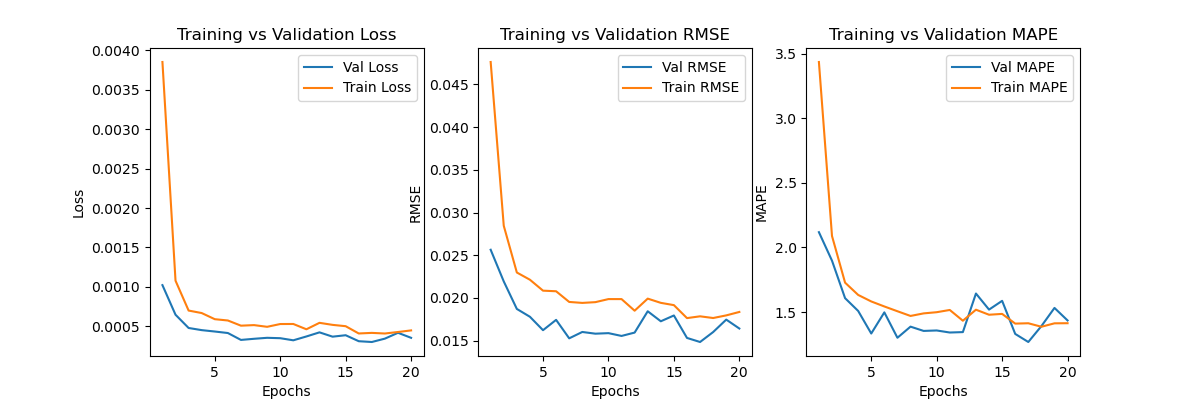 Training vs Validation Loss
0.0040
0.0035
0.0030
0.0025
0.0020
0.0015
0.0010
0.0005
Loss
Val Loss
Train Loss
5
10
15
20
Epochs
Training vs Validation RMSE
0.045
0.040
0.035
0.030
0.025
0.020
0.015
RMSE
Val RMSE
Train RMSE
5
10
15
20
Epochs
Training vs Validation MAPE
3.5
3.0
2.5
2.0
1.5
MAPE
Val MAPE
Train MAPE
5
10
15
20
Epochs